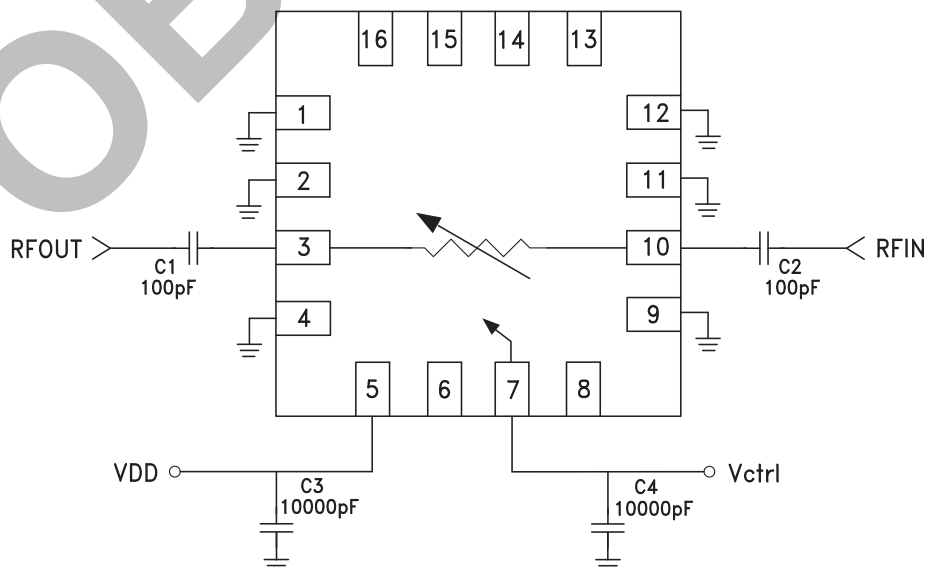 OB
16 15 14 13
1 12
2 11
RFOUT 3 10 RFIN
C1 C2
100pF 100pF
4 9
5 6 7 8
VDD Vctrl
C3 C4
10000pF 10000pF